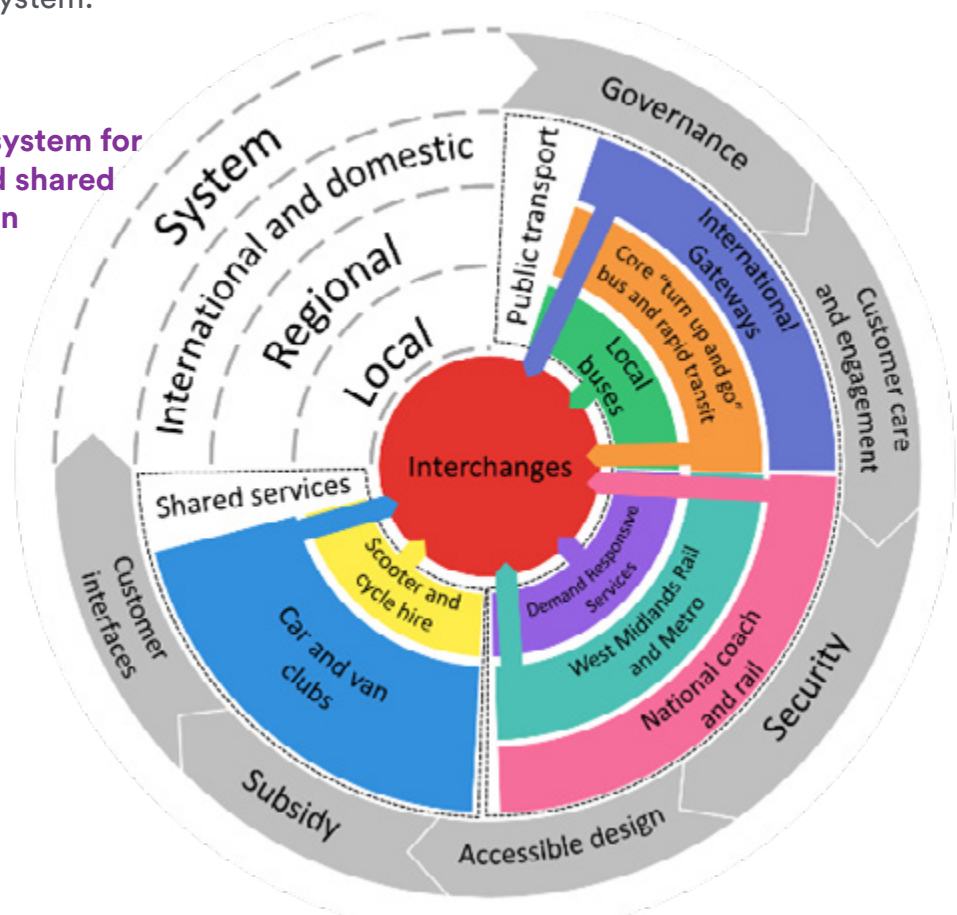 ystem.
system for
d shared
n
System
International and domestic
Regional
Local
Public transport
Shared services
Governance
Customer care
and engagement
Security
Accessible design
Subsidy
Customer
interfaces
International
Gateways
Core “turn up and go”
bus and rapid transit
Local
buses
Interchanges
Demand Responsive
Services
West Midlands Rail
and Metro
National coach
and rail
Scooter and
cycle hire
Car and van
clubs